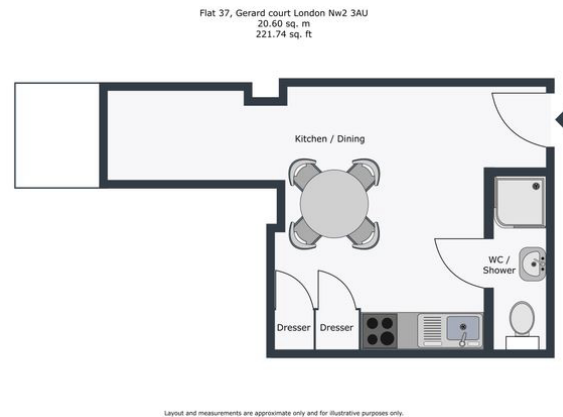 Flat 37, Gerard court London Nw2 3AU
20.60 sq. m
221.74 sq. ft
Kitchen / Dining
WC /
Shower
Dresser
Dresser
Layout and measurements are approximate only and for illustrative purposes only.